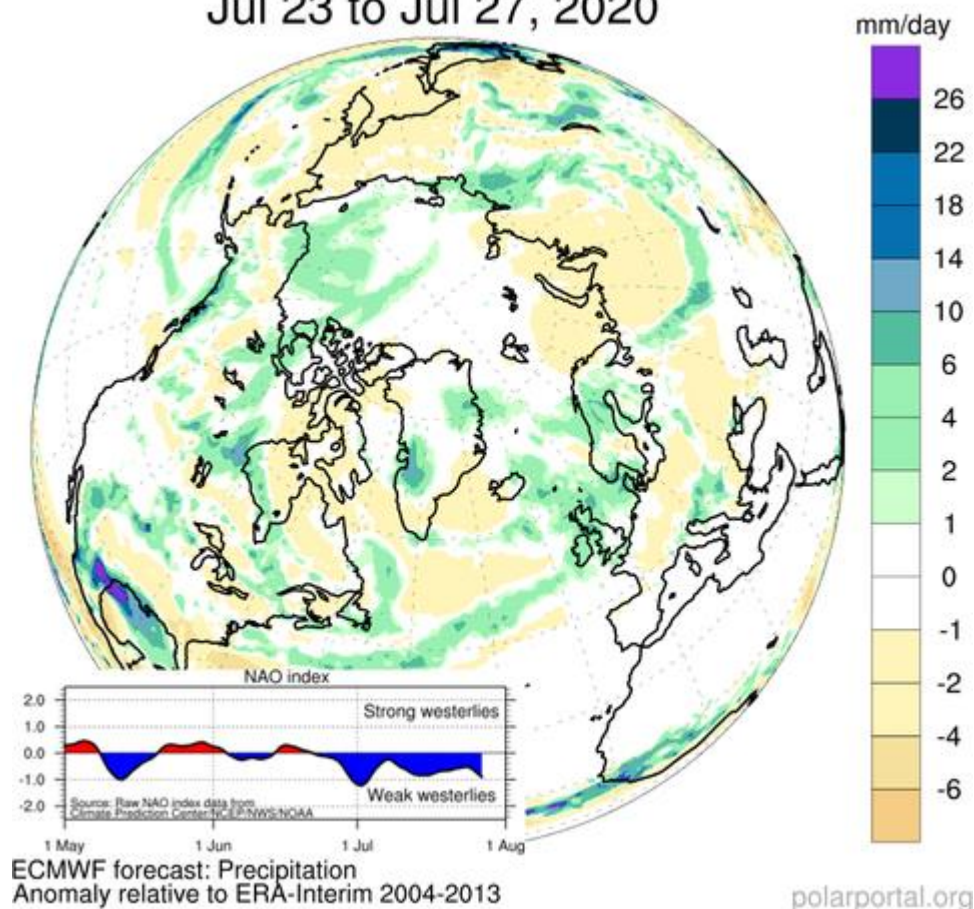 Jul 23 to Jul 27, 2020
mm/day
26
22
18
14
10
6
4
2
1
0
-1
-2
-4
-6
NAO index
2.0
1.0
0.0
-1.0
-2.0
Strong westerlies
Weak westerlies
Source: Raw NAO index data from
Climate Prediction Center/NCEP/NWS/NOAA
1 May
1 Jun
1 Jul
1 Aug
ECMWF forecast: Precipitation
Anomaly relative to ERA-Interim 2004-2013
polarportal.org